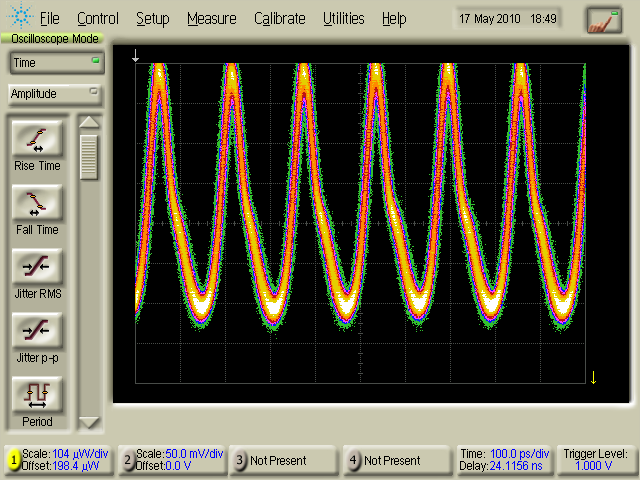 File Control Setup Measure Calibrate Utilities Help 17 May 2010 18:49
Oscilloscope Mode
Time
Amplitude
Rise Time
Fall Time
Jitter RMS
Jitter p-p
Period
1 Scale:104 µW/div
Offset:198.4 µW
2 Scale:50.0 mV/div
Offset:0.0 V
3 Not Present
4 Not Present
Time: 100.0 ps/div
Delay:24.1156 ns
Trigger Level:
1.000 V